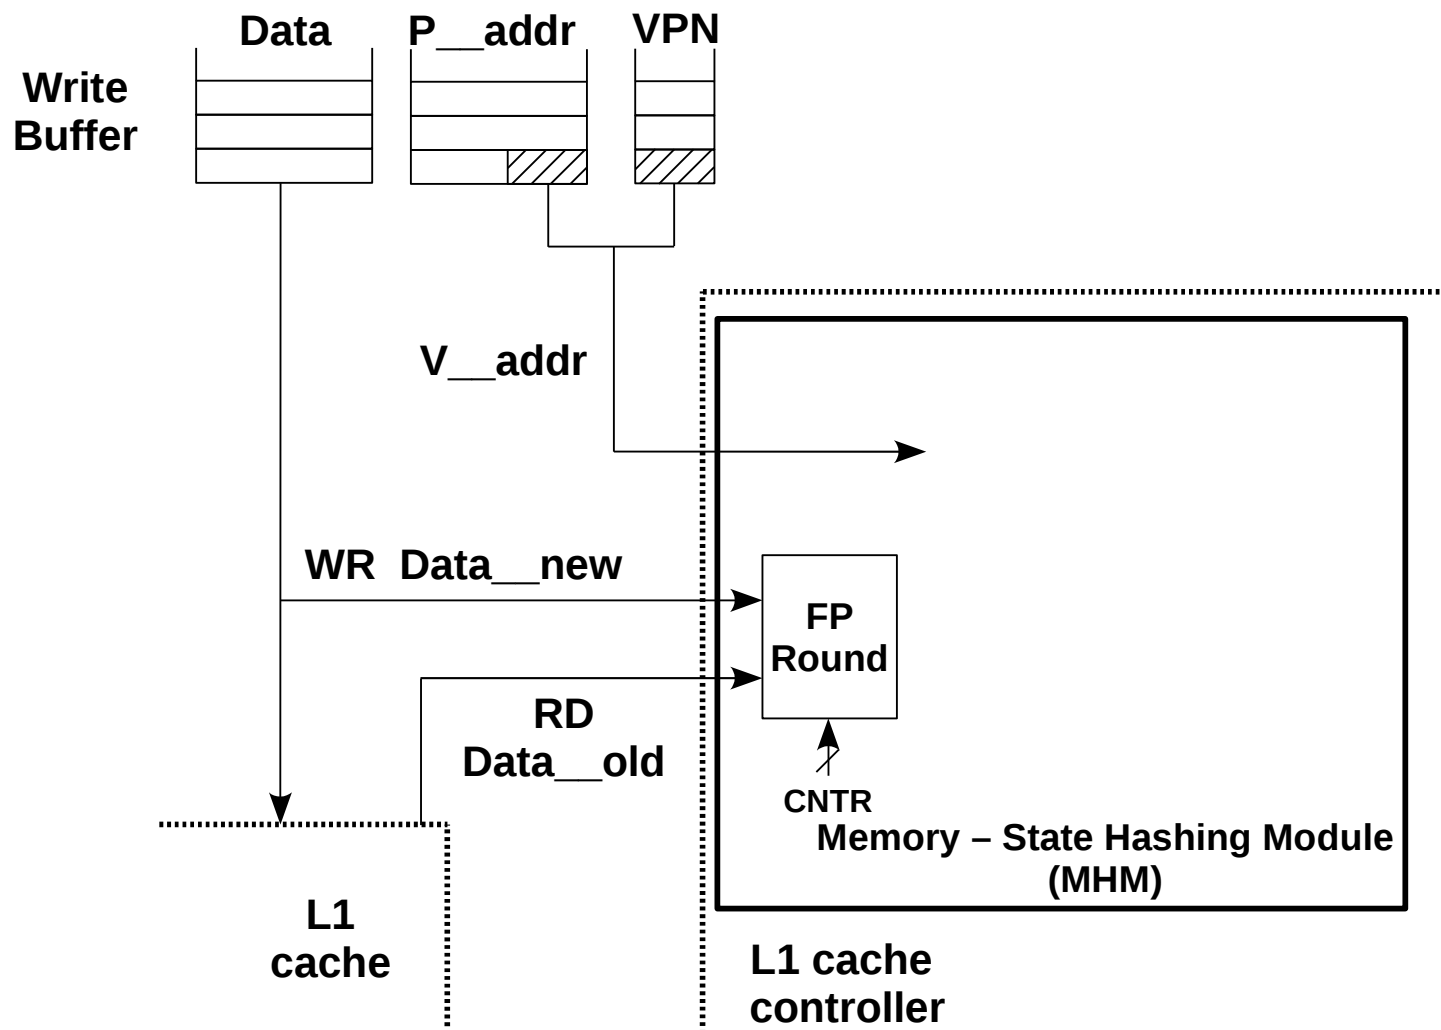 Data P__addr VPN
Write
Buffer
V__addr
WR Data__new
FP
Round
RD
Data__old
CNTR
Memory – State Hashing Module
(MHM)
L1
cache
L1 cache
controller